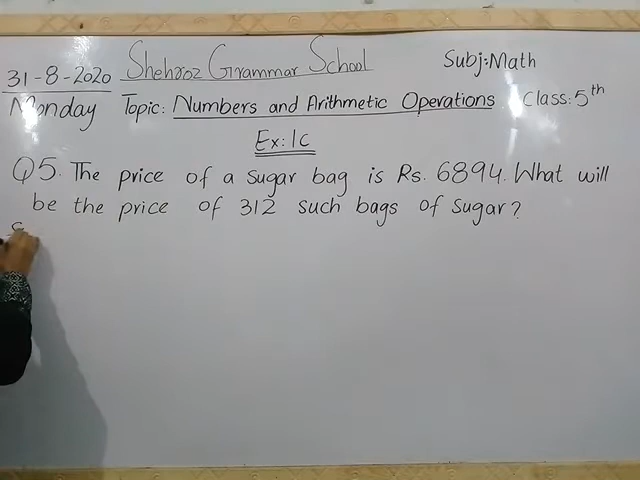 31-8-2020 Shehroz Grammar School Subj:Math
Monday Topic: Numbers and Arithmetic Operations Class:5th
Ex:1c
Q5. The price of a sugar bag is Rs. 6894. What will
be the price of 312 such bags of sugar?
S